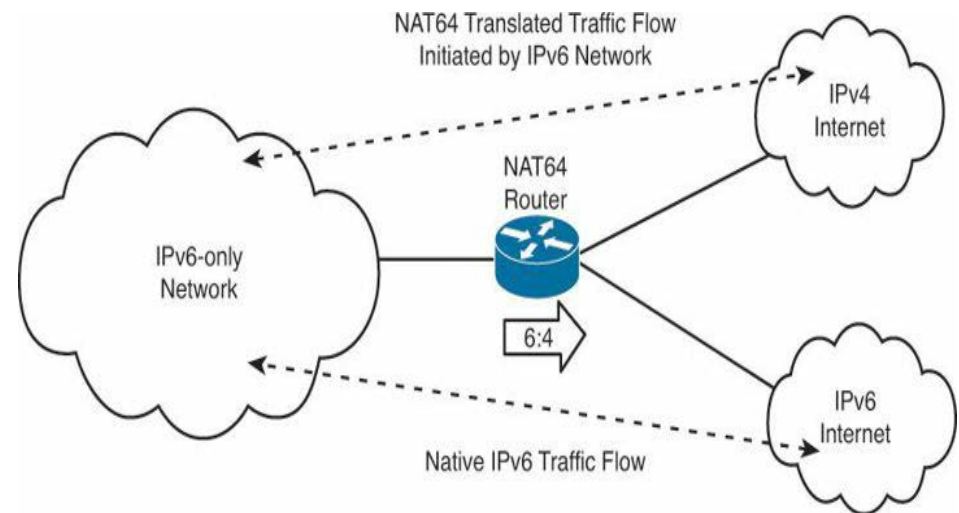 NAT64 Translated Traffic Flow
Initiated by IPv6 Network
IPv4
Internet
NAT64
Router
IPv6-only
Network
6:4
IPv6
Internet
Native IPv6 Traffic Flow